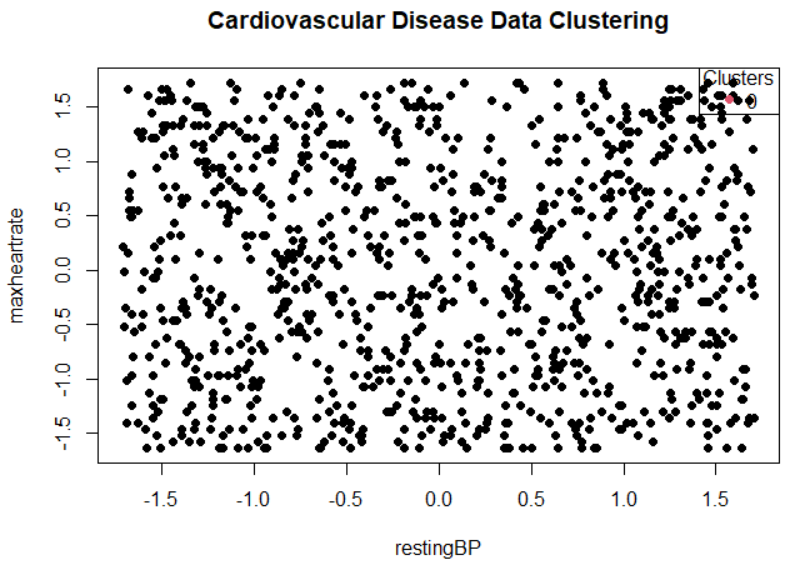 Cardiovascular Disease Data Clustering
Clusters
0
maxheartrate
1.5
1.0
0.5
0.0
-0.5
-1.0
-1.5
-1.5 -1.0 -0.5 0.0 0.5 1.0 1.5
restingBP